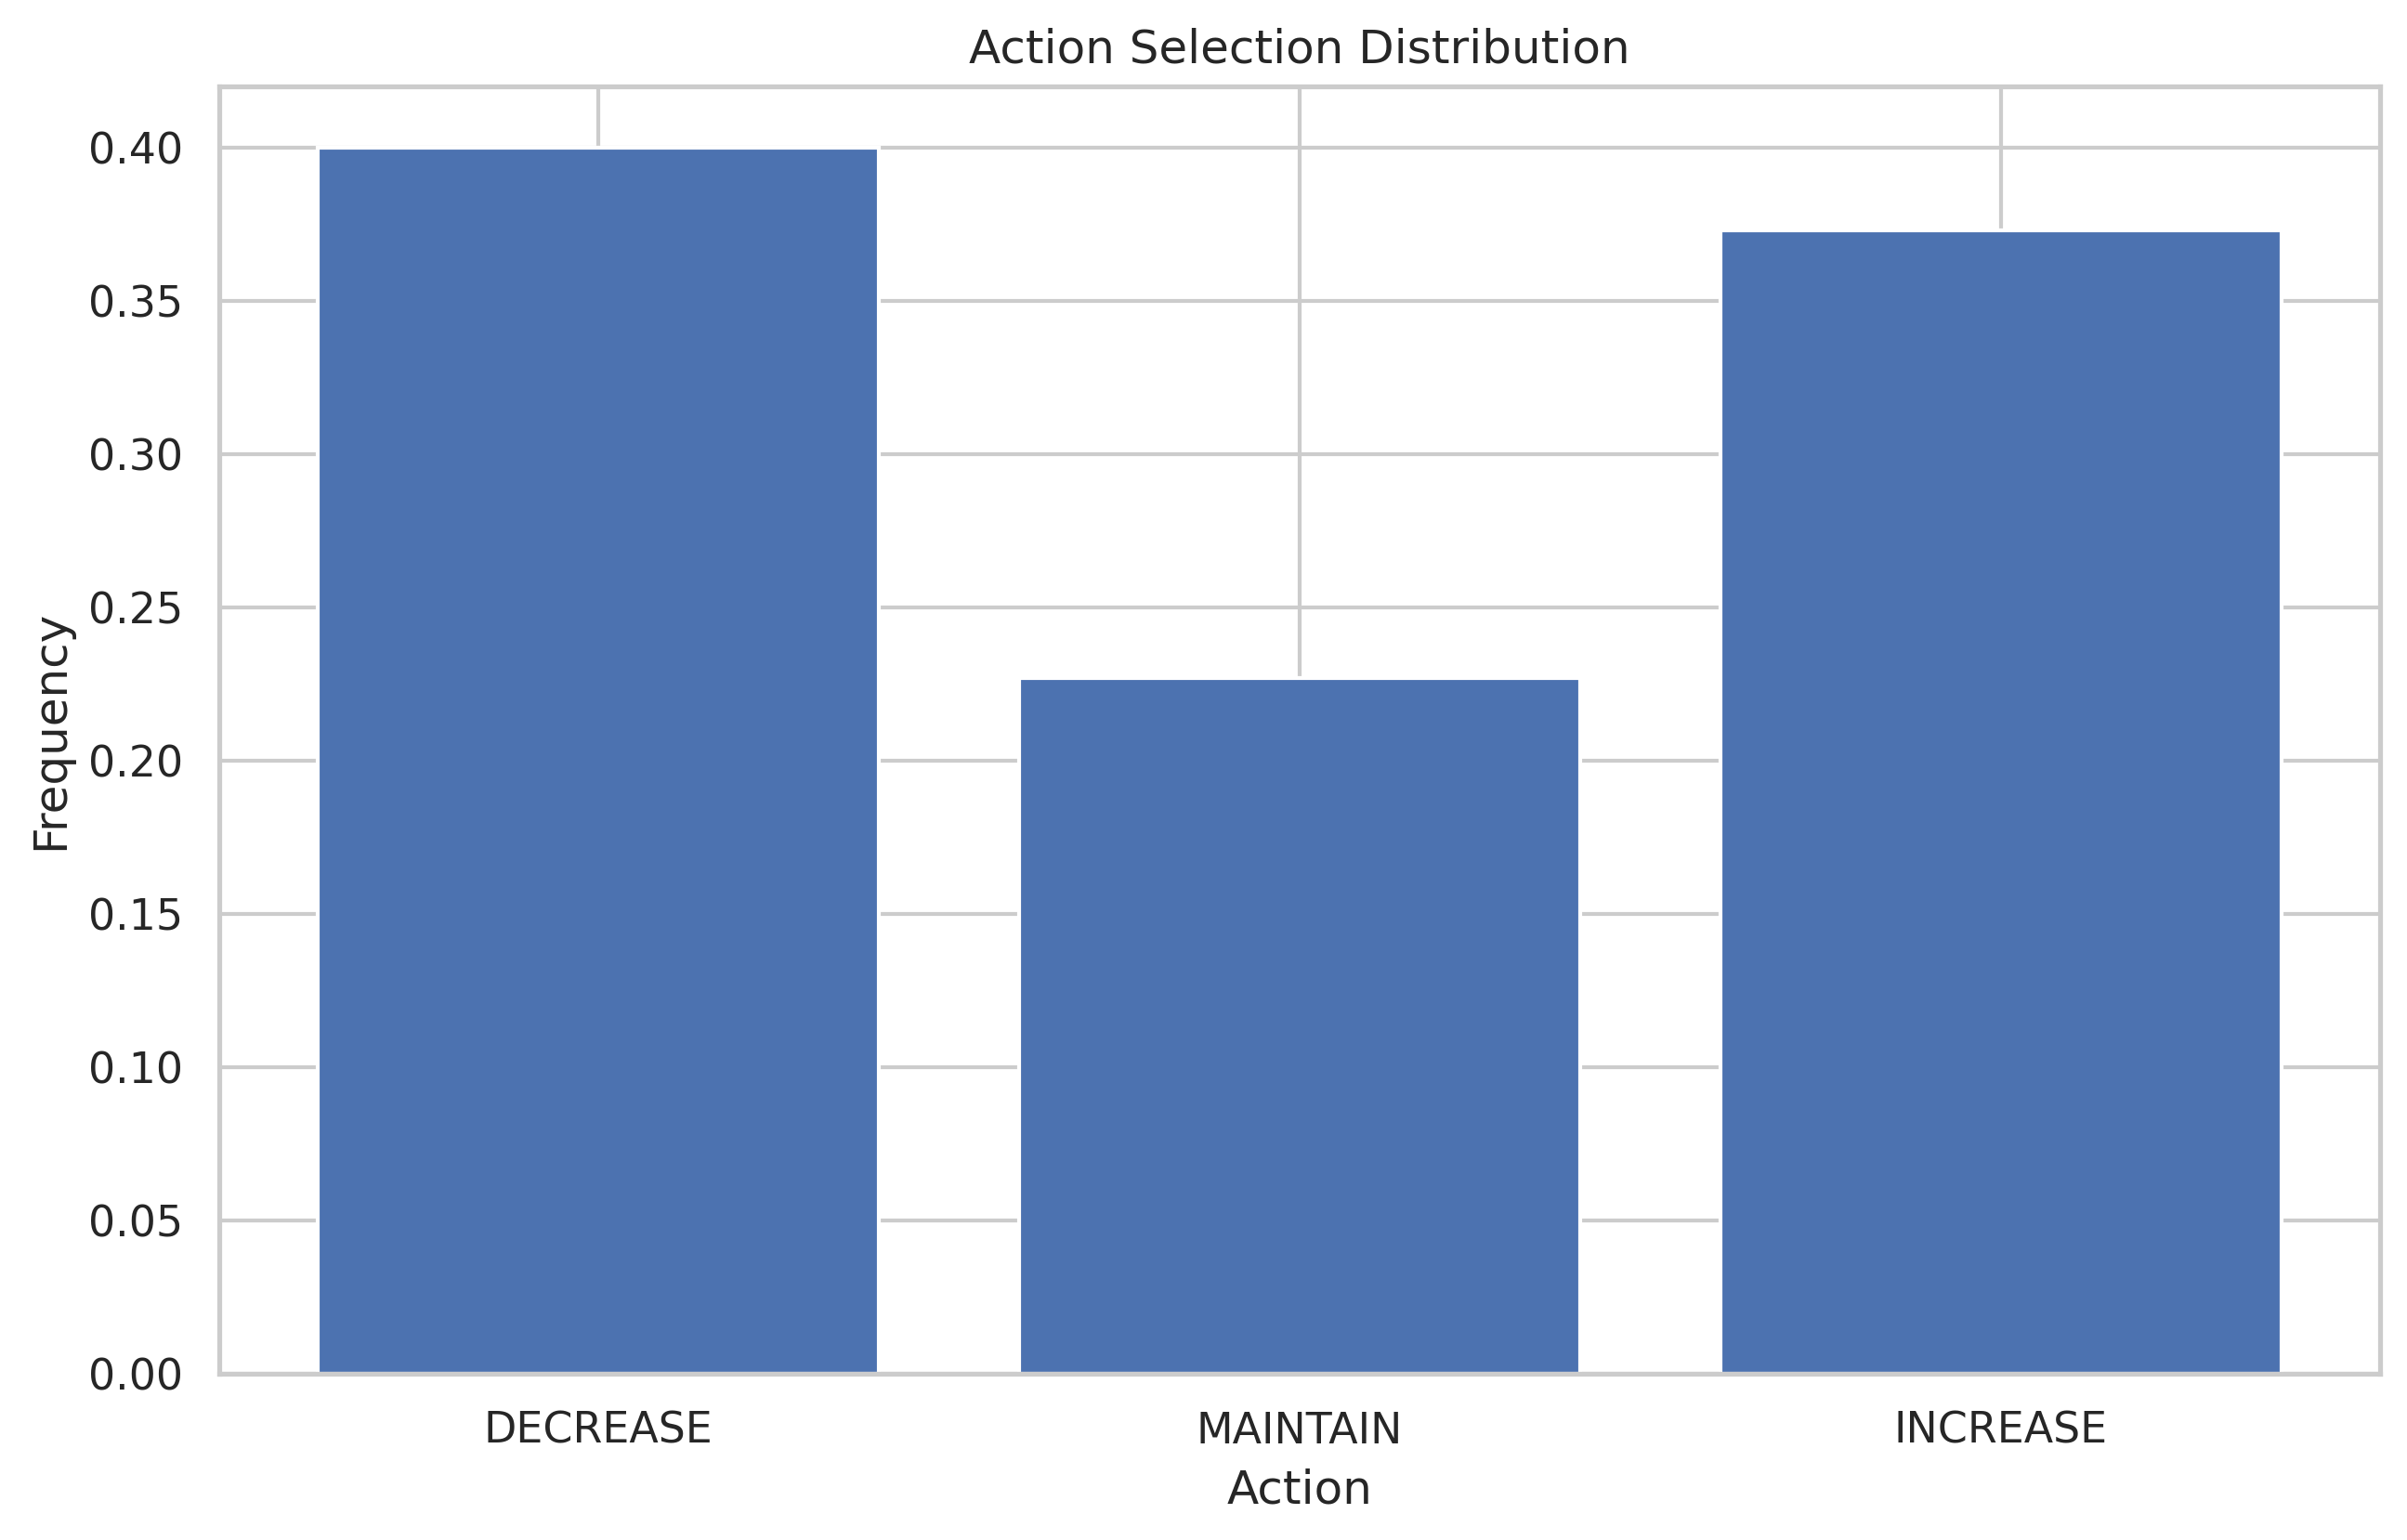 Action Selection Distribution
0.40
0.35
0.30
0.25
0.20
0.15
0.10
0.05
0.00
Frequency
DECREASE MAINTAIN INCREASE
Action